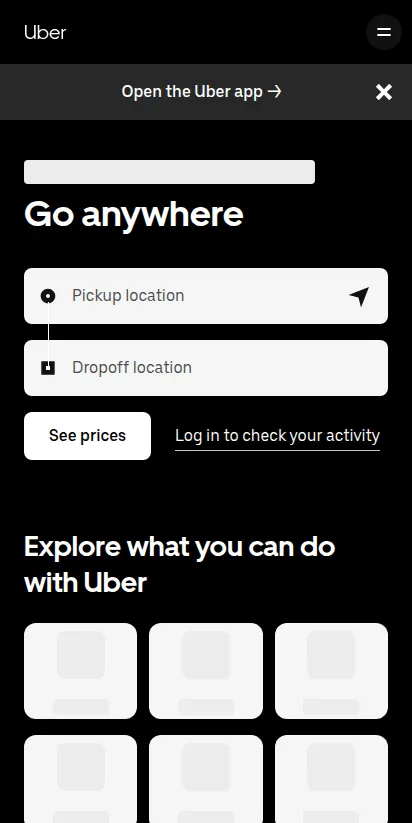 Uber
Open the Uber app →
Go anywhere
Pickup location
Dropoff location
See prices
Log in to check your activity
Explore what you can do
with Uber